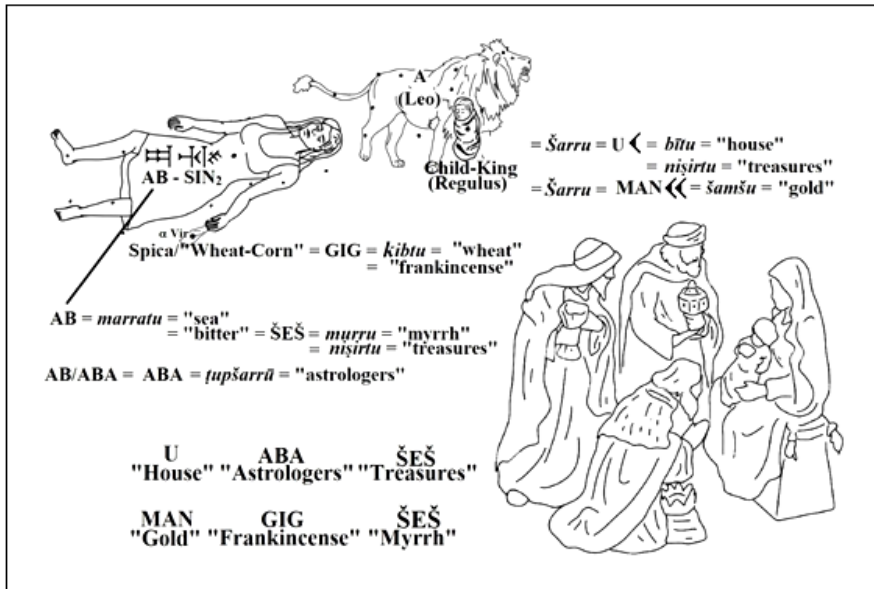 A
(Leo)
Child-King
(Regulus)
= Šarru = U 𒌋 = bītu = "house"
= niṣirtu = "treasures"
= Šarru = MAN 𒌋𒌋 = šamšu = "gold"
AB - SIN₂
α Vir
Spica/"Wheat-Corn" = GIG = kibtu = "wheat"
= "frankincense"
AB = marratu = "sea"
= "bitter" = ŠEŠ = murru = "myrrh"
= niṣirtu = "treasures"
AB/ABA = ABA = ṭupšarrū = "astrologers"
U ABA ŠEŠ
"House" "Astrologers" "Treasures"
MAN GIG ŠEŠ
"Gold" "Frankincense" "Myrrh"